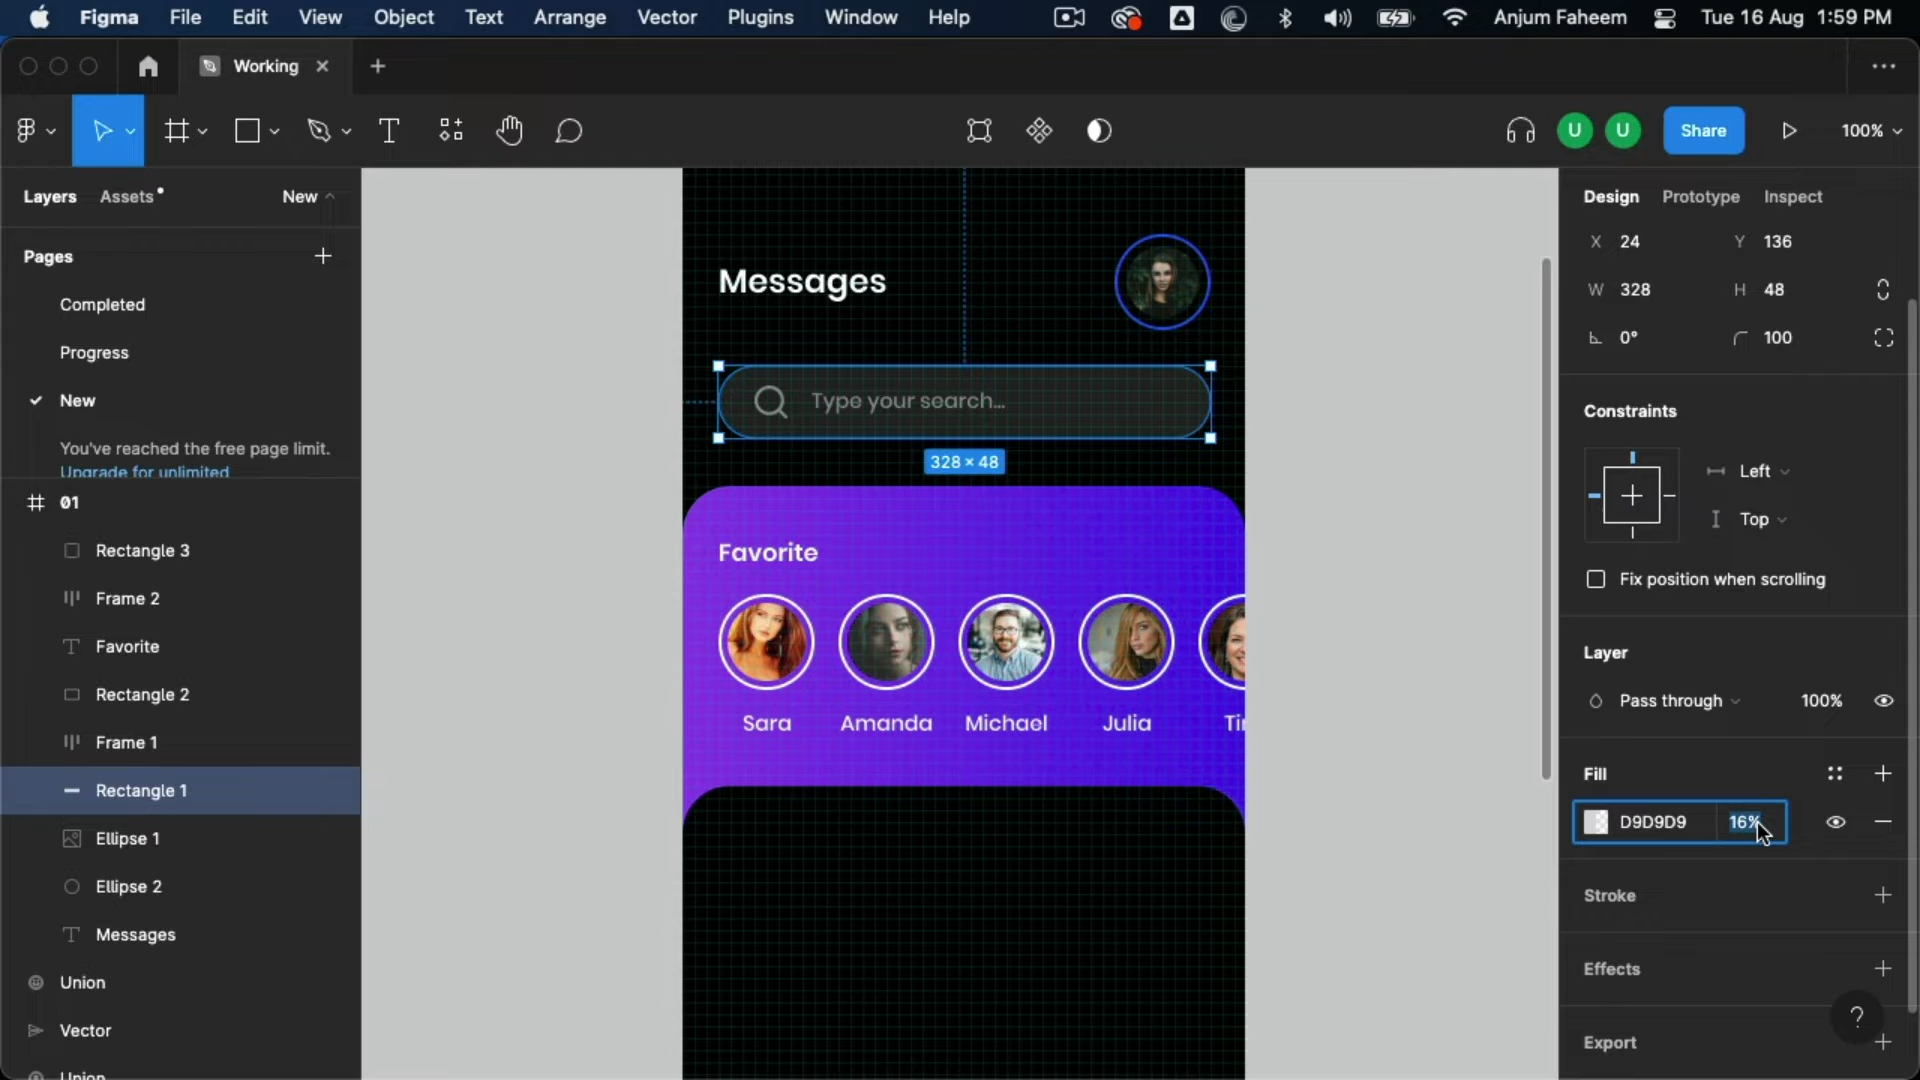 Figma File Edit View Object Text Arrange Vector Plugins Window Help Anjum Faheem Tue 16 Aug 1:59 PM
Working
U U Share 100%
Layers Assets New
Pages
Completed
Progress
New
You've reached the free page limit.
Upgrade for unlimited
01
Rectangle 3
Frame 2
Favorite
Rectangle 2
Frame 1
Rectangle 1
Ellipse 1
Ellipse 2
Messages
Union
Vector
Union
Messages
Type your search...
328 × 48
Favorite
Sara Amanda Michael Julia
Design Prototype Inspect
X 24 Y 136
W 328 H 48
0° 100
Constraints
Left
Top
Fix position when scrolling
Layer
Pass through 100%
Fill
D9D9D9 16%
Stroke
Effects
?
Export